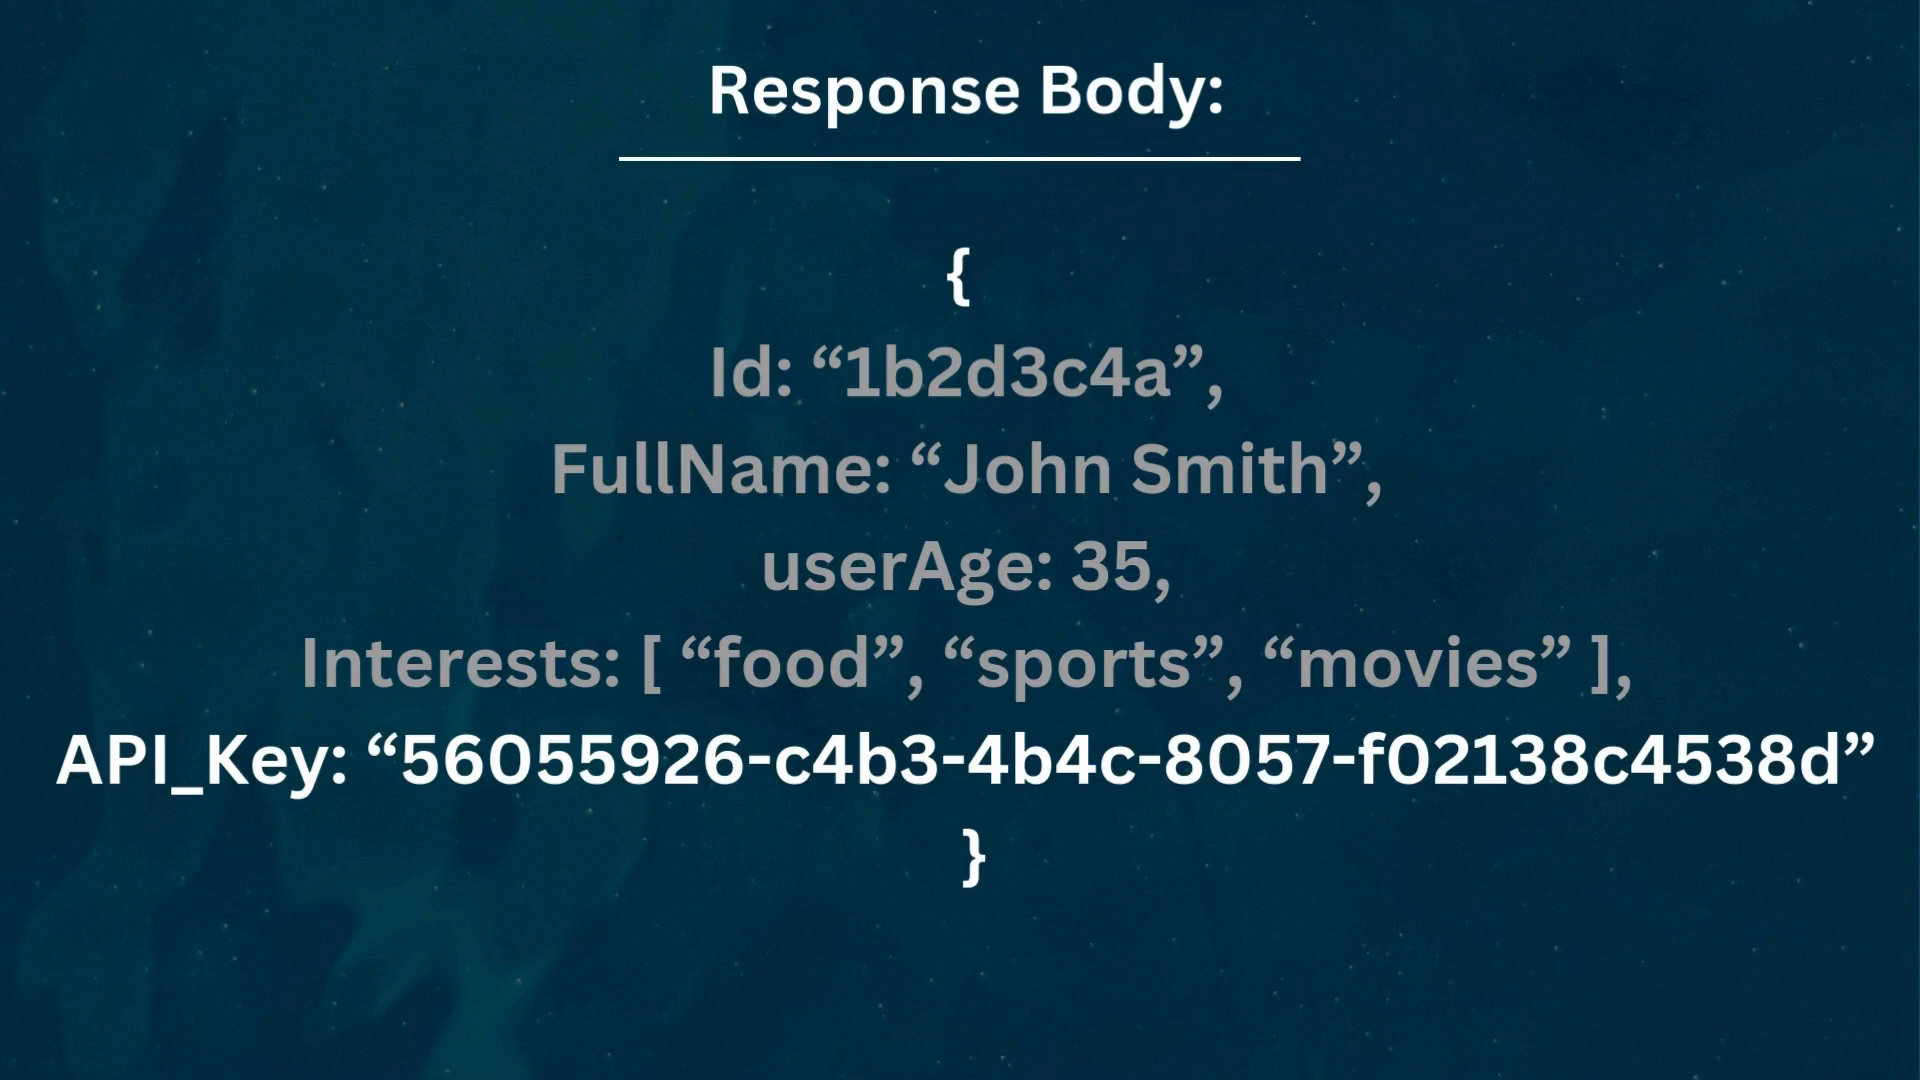 Response Body:
{
Id: “1b2d3c4a”,
FullName: “John Smith”,
userAge: 35,
Interests: [ “food”, “sports”, “movies” ],
API_Key: “56055926-c4b3-4b4c-8057-f02138c4538d”
}